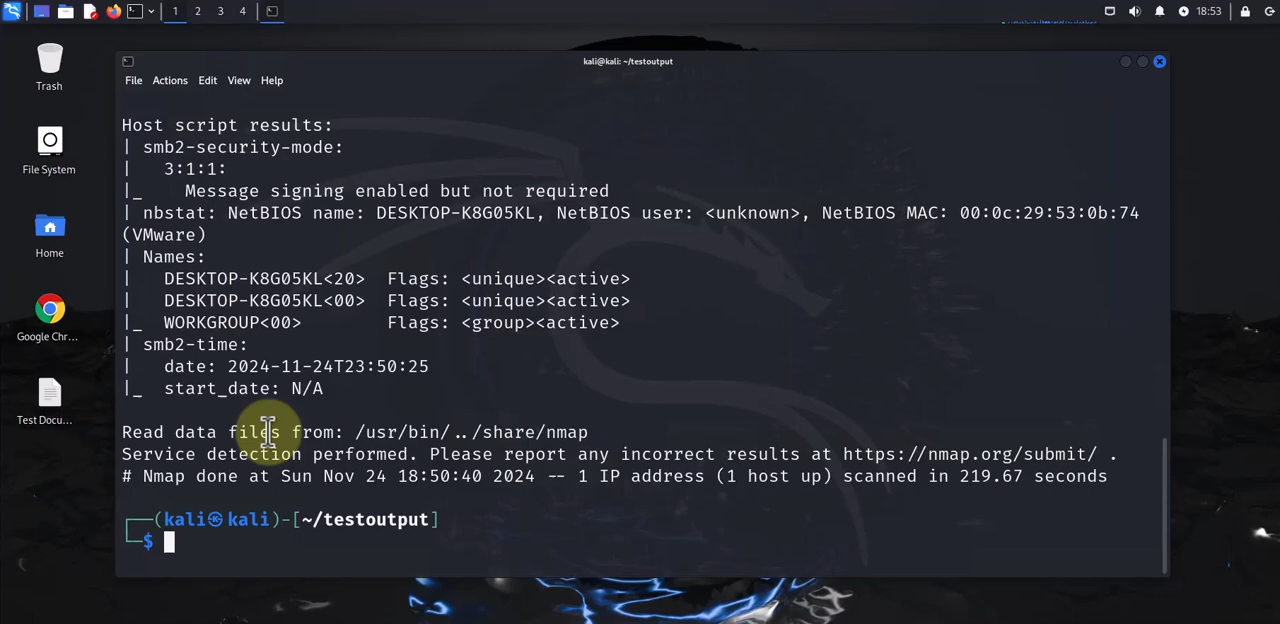 1 2 3 4
18:53
Trash
File System
Home
Google Chr...
Test Docu...
kali@kali: ~/testoutput
File Actions Edit View Help
Host script results:
| smb2-security-mode:
|   3:1:1:
|_    Message signing enabled but not required
| nbstat: NetBIOS name: DESKTOP-K8G05KL, NetBIOS user: <unknown>, NetBIOS MAC: 00:0c:29:53:0b:74
(VMware)
| Names:
|   DESKTOP-K8G05KL<20>  Flags: <unique><active>
|   DESKTOP-K8G05KL<00>  Flags: <unique><active>
|_  WORKGROUP<00>        Flags: <group><active>
| smb2-time:
|   date: 2024-11-24T23:50:25
|_  start_date: N/A
Read data files from: /usr/bin/../share/nmap
Service detection performed. Please report any incorrect results at https://nmap.org/submit/ .
# Nmap done at Sun Nov 24 18:50:40 2024 -- 1 IP address (1 host up) scanned in 219.67 seconds
┌──(kali㉿kali)-[~/testoutput]
└─$